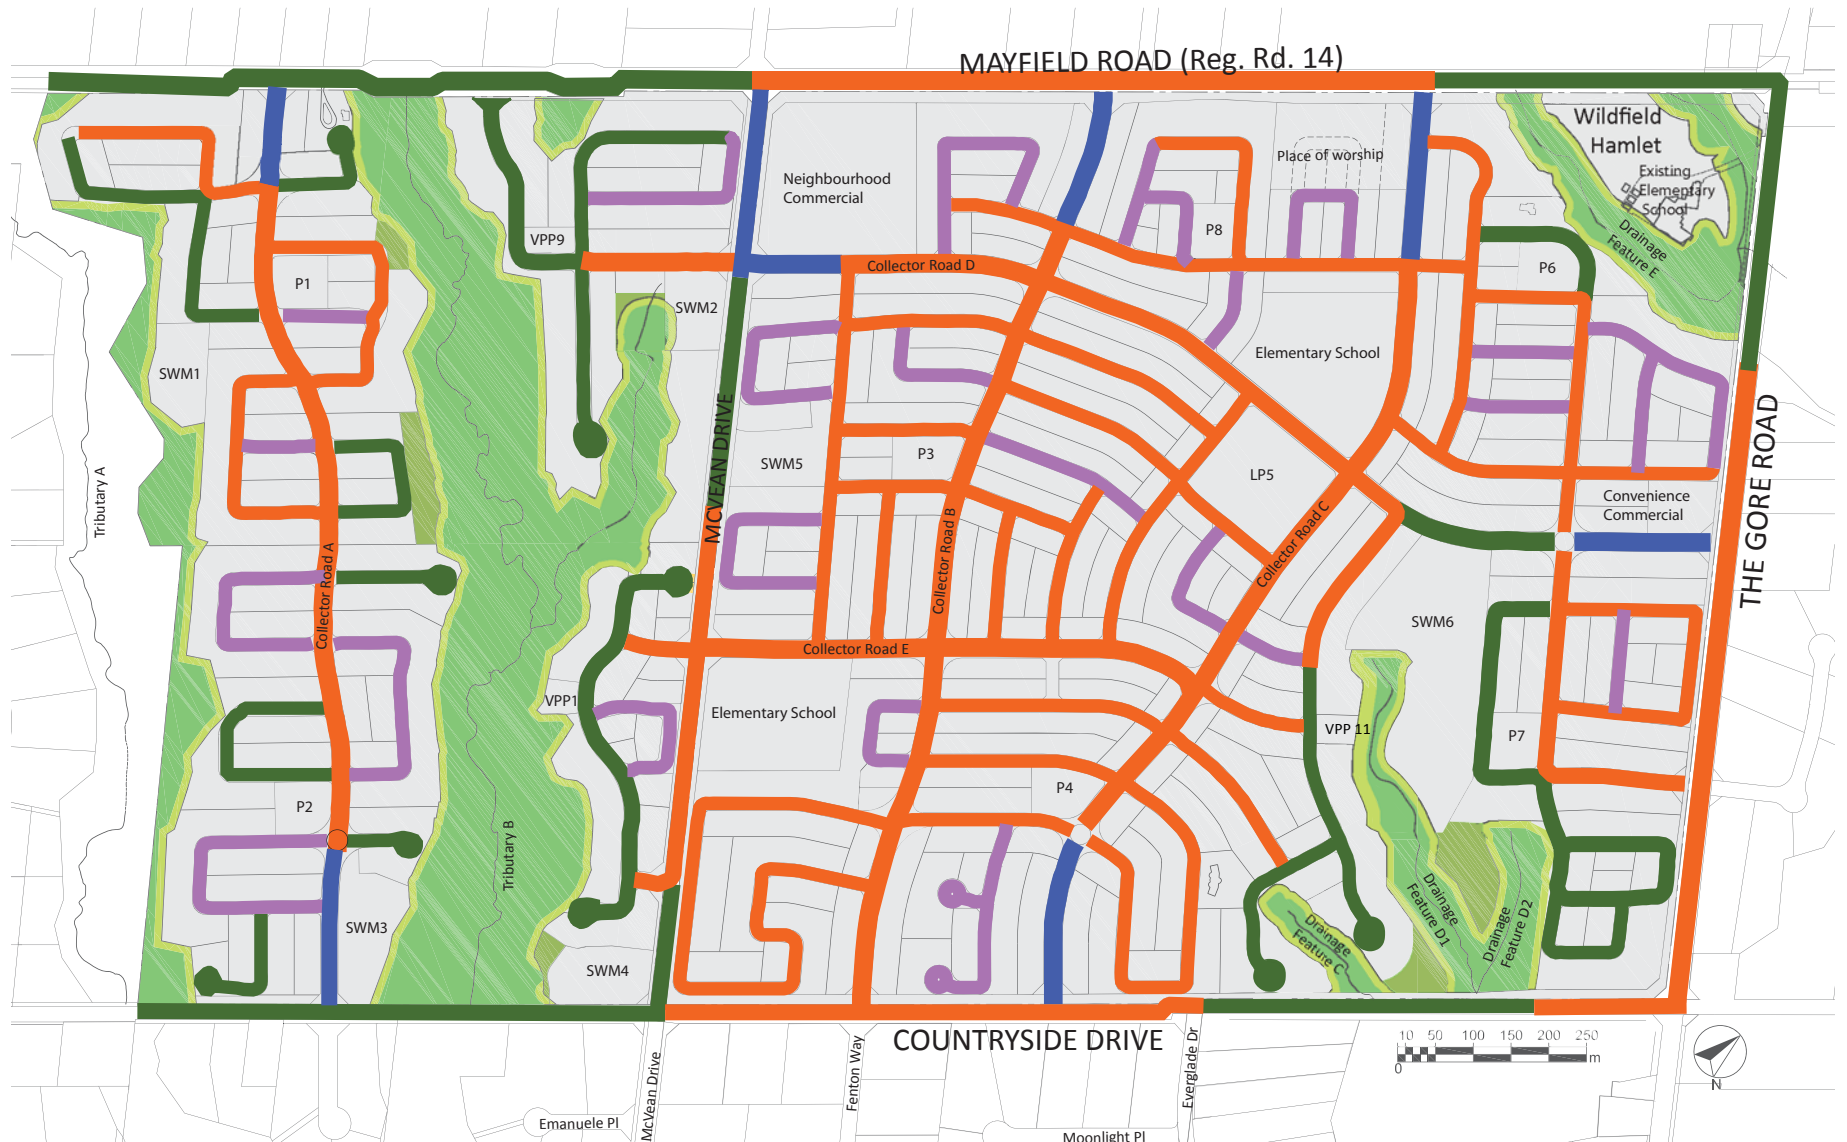 MAYFIELD ROAD (Reg. Rd. 14)
Wildfield
Hamlet
Existing
Elementary
School
Drainage
Feature E
Place of worship
Neighbourhood
Commercial
P8
VPP9
Collector Road D
P6
P1
SWM2
SWM1
Elementary School
MCVEAN DRIVE
THE GORE ROAD
P3
SWM5
LP5
Tributary A
Convenience
Commercial
Collector Road A
Collector Road B
Collector Road C
SWM6
Collector Road E
VPP1
Elementary School
VPP 11
P7
P4
P2
Tributary B
Drainage
Feature D1
Drainage
Feature D2
Drainage
Feature C
SWM3
SWM4
COUNTRYSIDE DRIVE
10 50 100 150 200 250
m
0
N
McVean Drive
Fenton Way
Everglade Dr
Emanuele Pl
Moonlight Pl